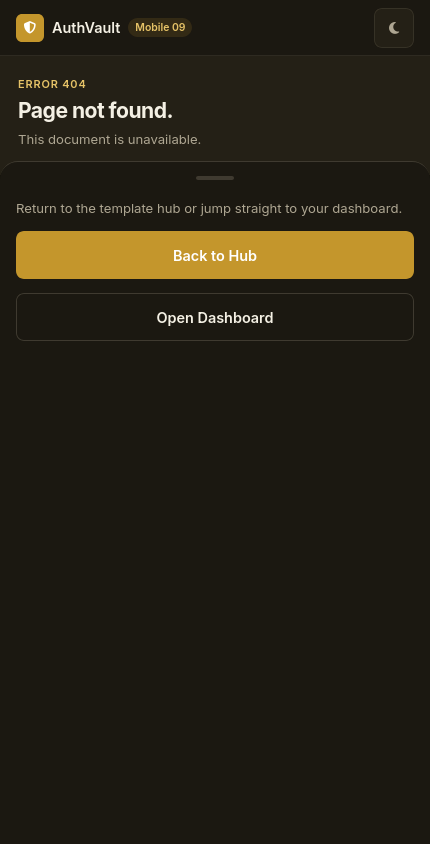 AuthVault Mobile 09
ERROR 404
Page not found.
This document is unavailable.
Return to the template hub or jump straight to your dashboard.
Back to Hub
Open Dashboard